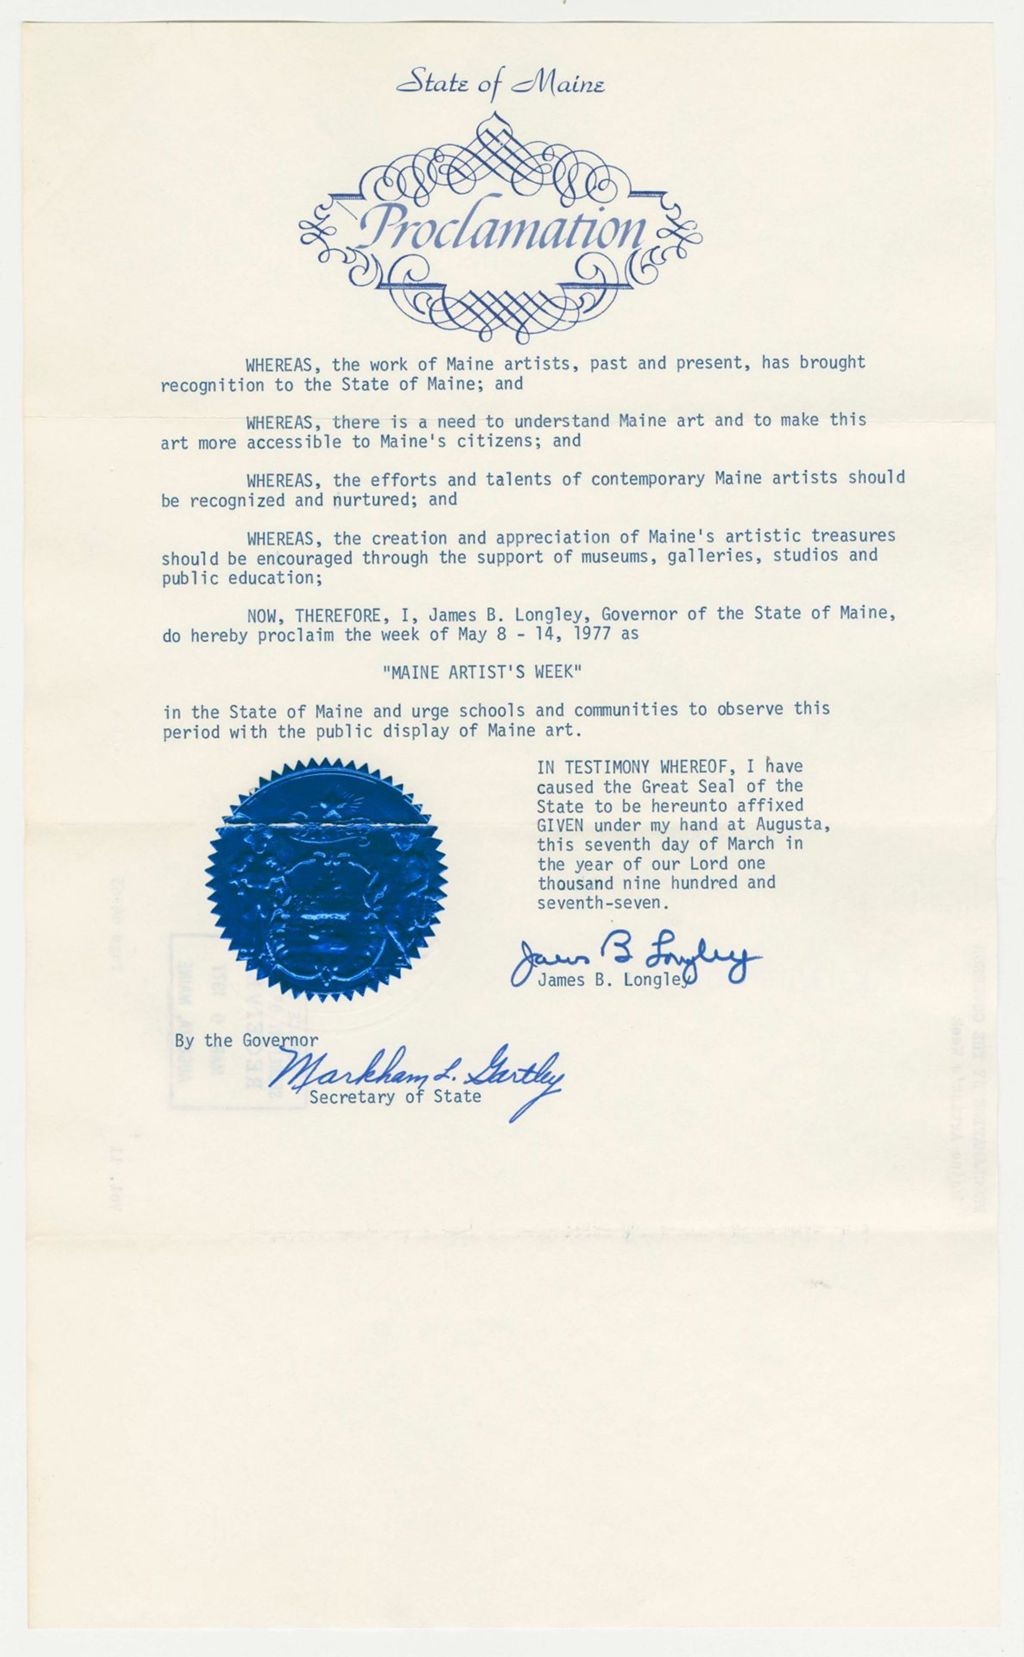 State of Maine
Proclamation
WHEREAS, the work of Maine artists, past and present, has brought
recognition to the State of Maine; and
WHEREAS, there is a need to understand Maine art and to make this
art more accessible to Maine's citizens; and
WHEREAS, the efforts and talents of contemporary Maine artists should
be recognized and nurtured; and
WHEREAS, the creation and appreciation of Maine's artistic treasures
should be encouraged through the support of museums, galleries, studios and
public education;
NOW, THEREFORE, I, James B. Longley, Governor of the State of Maine,
do hereby proclaim the week of May 8 - 14, 1977 as
"MAINE ARTIST'S WEEK"
in the State of Maine and urge schools and communities to observe this
period with the public display of Maine art.
IN TESTIMONY WHEREOF, I have
caused the Great Seal of the
State to be hereunto affixed
GIVEN under my hand at Augusta,
this seventh day of March in
the year of our Lord one
thousand nine hundred and
seventh-seven.
James B Longley
James B. Longley
By the Governor
Markham L. Gartley
Secretary of State